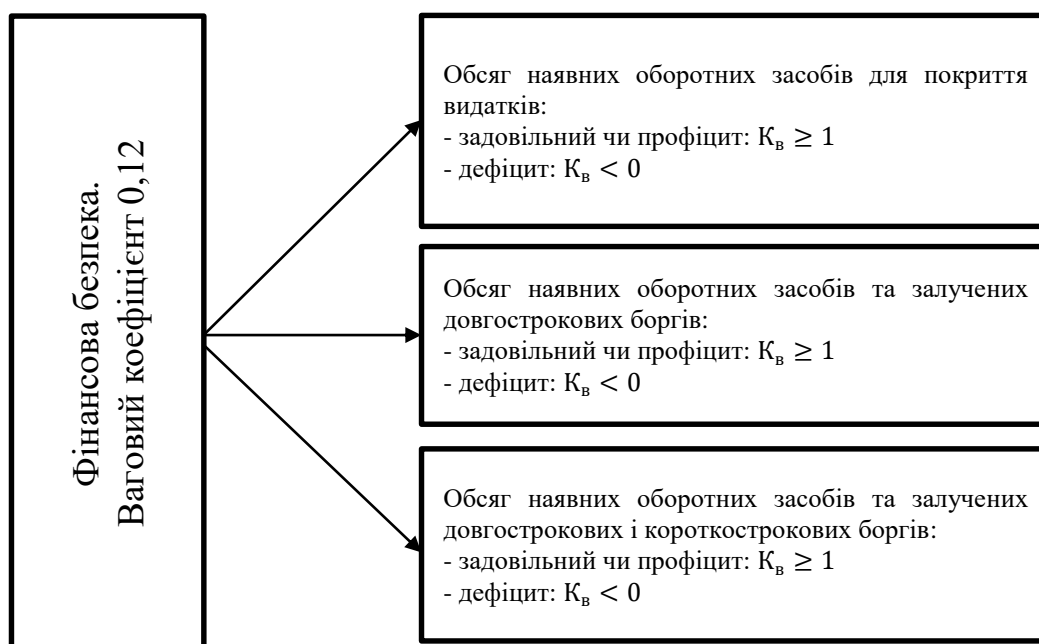 Фінансова безпека.
Ваговий коефіцієнт 0,12
Обсяг наявних оборотних засобів для покриття
видатків:
- задовільний чи профіцит: Кв ≥ 1
- дефіцит: Кв < 0
Обсяг наявних оборотних засобів та залучених
довгострокових боргів:
- задовільний чи профіцит: Кв ≥ 1
- дефіцит: Кв < 0
Обсяг наявних оборотних засобів та залучених
довгострокових і короткострокових боргів:
- задовільний чи профіцит: Кв ≥ 1
- дефіцит: Кв < 0